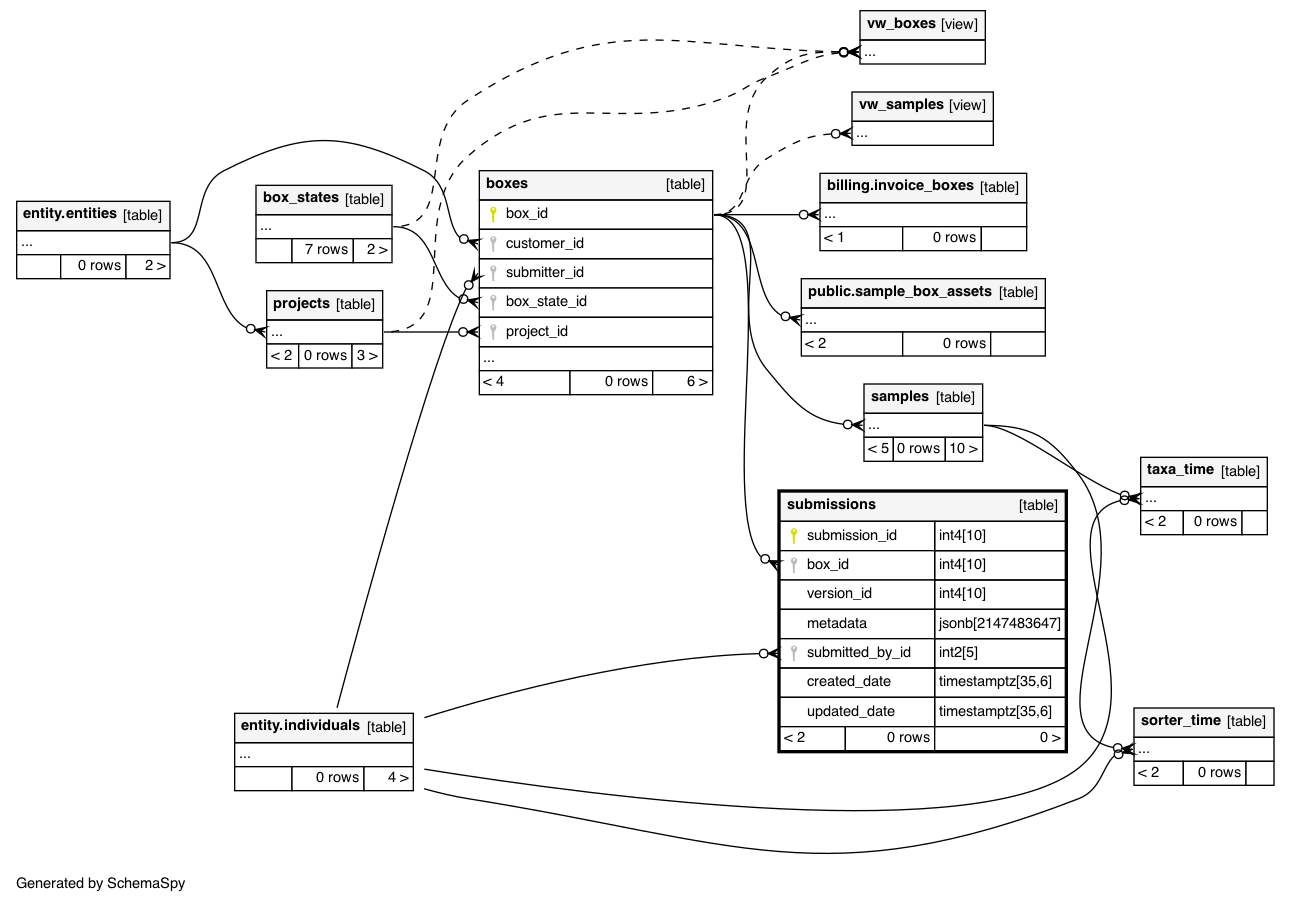 vw_boxes [view]
...
vw_samples [view]
...
boxes [table]
box_id
customer_id
submitter_id
box_state_id
project_id
...
< 4 0 rows 6 >
billing.invoice_boxes [table]
...
< 1 0 rows
box_states [table]
...
7 rows 2 >
entity.entities [table]
...
0 rows 2 >
projects [table]
...
< 2 0 rows 3 >
public.sample_box_assets [table]
...
< 2 0 rows
samples [table]
...
< 5 0 rows 10 >
taxa_time [table]
...
< 2 0 rows
submissions [table]
submission_id int4[10]
box_id int4[10]
version_id int4[10]
metadata jsonb[2147483647]
submitted_by_id int2[5]
created_date timestamptz[35,6]
updated_date timestamptz[35,6]
< 2 0 rows 0 >
entity.individuals [table]
...
0 rows 4 >
sorter_time [table]
...
< 2 0 rows
Generated by SchemaSpy